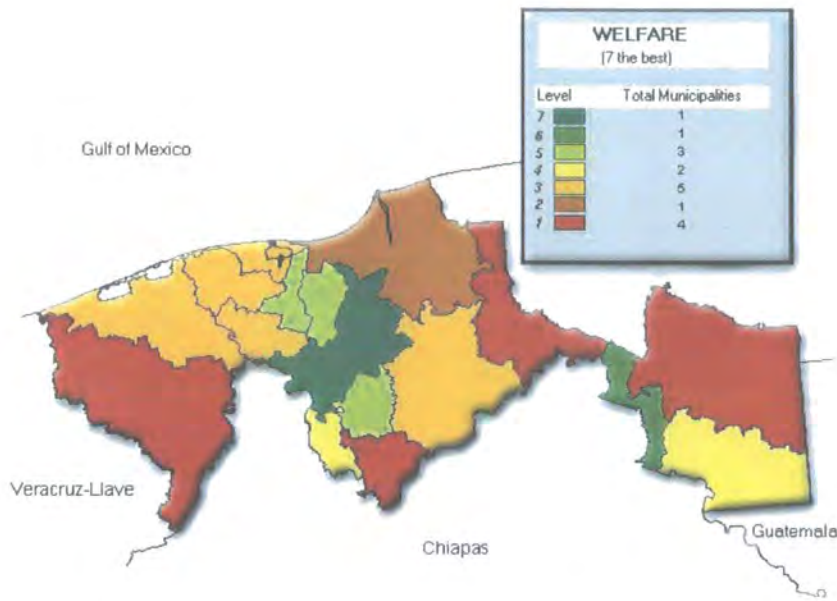 WELFARE
(7 the best)
Level Total Municipalities
7 1
6 1
5 3
4 2
3 5
2 1
1 4
Gulf of Mexico
Veracruz-Llave
Chiapas
Guatemala